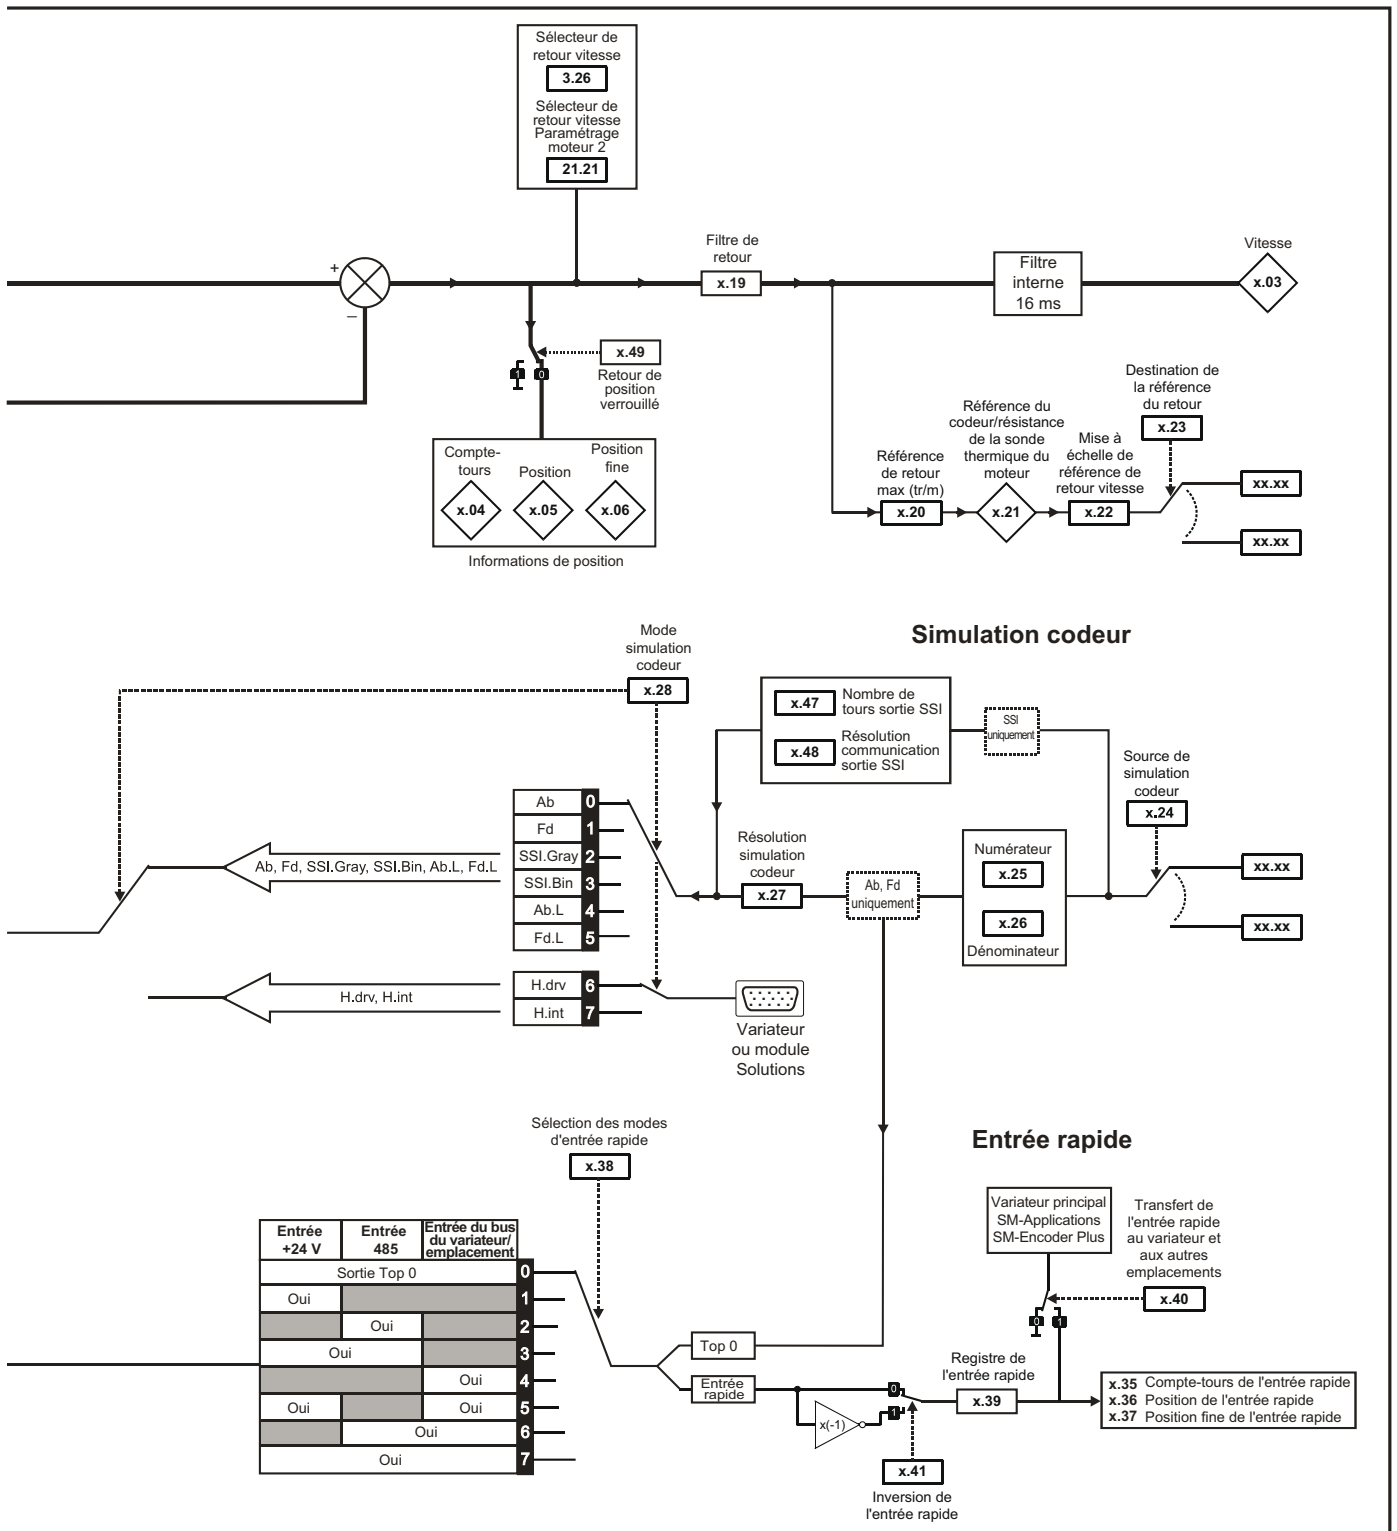 Sélecteur de
retour vitesse
3.26
Sélecteur de
retour vitesse
Paramétrage
moteur 2
21.21
+
−
Filtre de
retour
x.19
Filtre
interne
16 ms
Vitesse
x.03
x.49
Retour de
position
verrouillé
1
0
Compte-
tours
x.04
Position
x.05
Position
fine
x.06
Informations de position
Référence
de retour
max (tr/m)
x.20
Référence du
codeur/résistance
de la sonde
thermique du
moteur
x.21
Mise à
échelle de
référence de
retour vitesse
x.22
Destination de
la référence
du retour
x.23
xx.xx
xx.xx
Simulation codeur
Mode
simulation
codeur
x.28
x.47
Nombre de
tours sortie SSI
x.48
Résolution
communication
sortie SSI
SSI
uniquement
Source de
simulation
codeur
x.24
xx.xx
xx.xx
Numérateur
x.25
x.26
Dénominateur
Ab, Fd
uniquement
Résolution
simulation
codeur
x.27
Ab 0
Fd 1
SSI.Gray 2
SSI.Bin 3
Ab.L 4
Fd.L 5
Ab, Fd, SSI.Gray, SSI.Bin, Ab.L, Fd.L
H.drv 6
H.int 7
H.drv, H.int
Variateur
ou module
Solutions
Entrée rapide
Sélection des modes
d'entrée rapide
x.38
Entrée
+24 V
Entrée
485
Entrée du bus
du variateur/
emplacement
Sortie Top 0 0
Oui 1
Oui 2
Oui 3
Oui 4
Oui Oui 5
Oui 6
Oui 7
Top 0
Entrée
rapide
x(-1)
0
1
x.41
Inversion de
l'entrée rapide
Registre de
l'entrée rapide
x.39
Variateur principal
SM-Applications
SM-Encoder Plus
0
1
Transfert de
l'entrée rapide
au variateur et
aux autres
emplacements
x.40
x.35 Compte-tours de l'entrée rapide
x.36 Position de l'entrée rapide
x.37 Position fine de l'entrée rapide